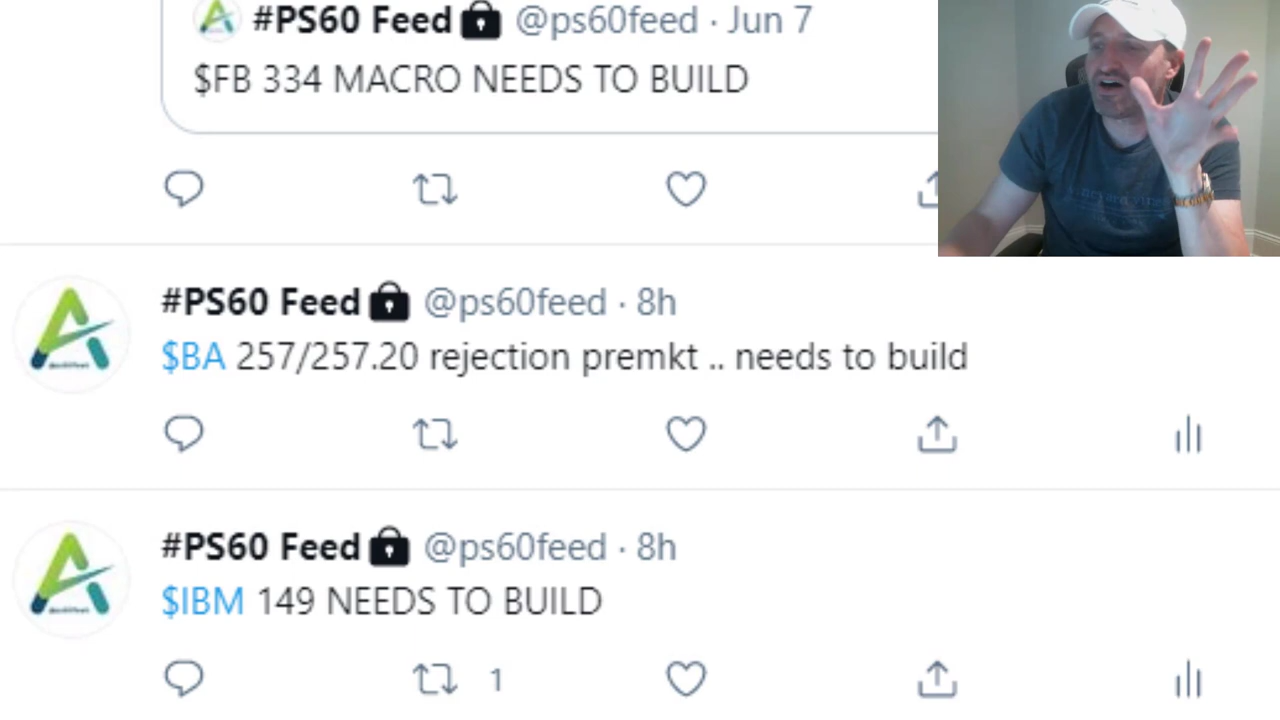 #PS60 Feed @ps60feed · Jun 7
$FB 334 MACRO NEEDS TO BUILD
#PS60 Feed @ps60feed · 8h
$BA 257/257.20 rejection premkt .. needs to build
#PS60 Feed @ps60feed · 8h
$IBM 149 NEEDS TO BUILD
1